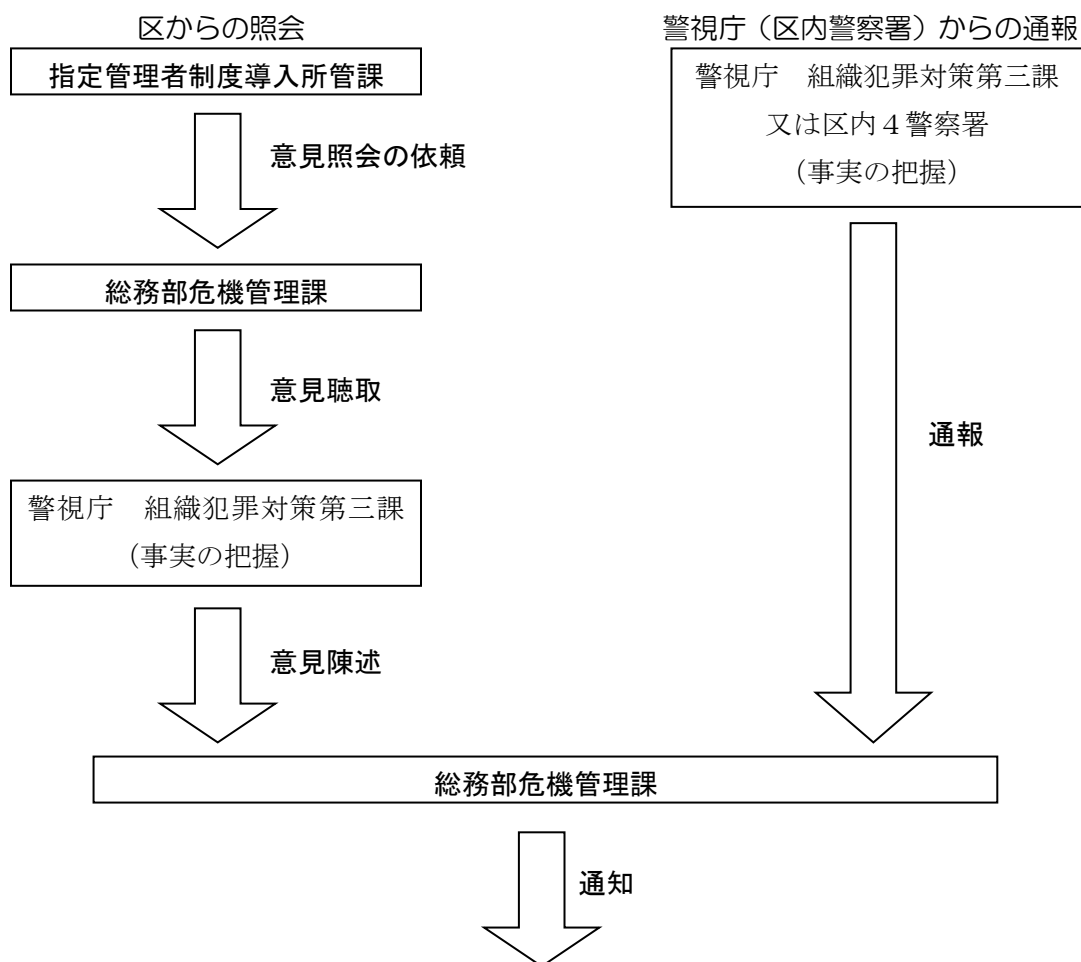 区からの照会
指定管理者制度導入所管課
意見照会の依頼
総務部危機管理課
意見聴取
警視庁　組織犯罪対策第三課
（事実の把握）
意見陳述
警視庁（区内警察署）からの通報
警視庁　組織犯罪対策第三課
又は区内４警察署
（事実の把握）
通報
総務部危機管理課
通知